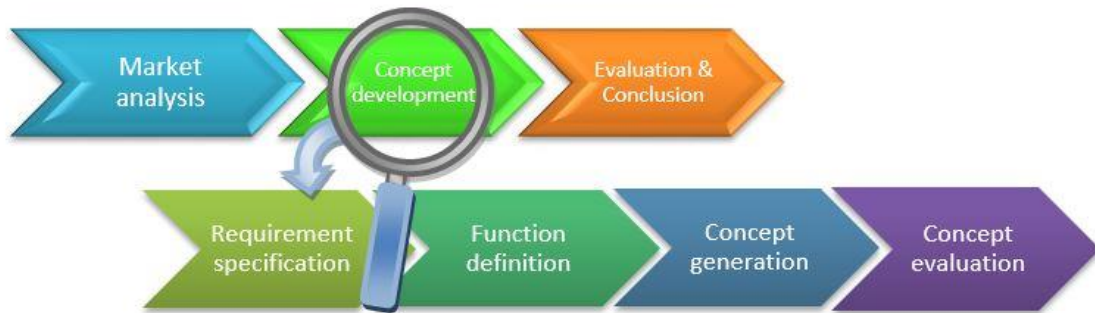 Market
analysis
Concept
development
Evaluation &
Conclusion
Requirement
specification
Function
definition
Concept
generation
Concept
evaluation